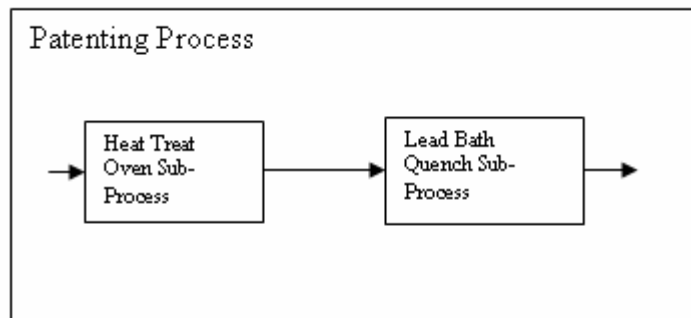 Patenting Process
Heat Treat
Oven Sub-
Process
Lead Bath
Quench Sub-
Process